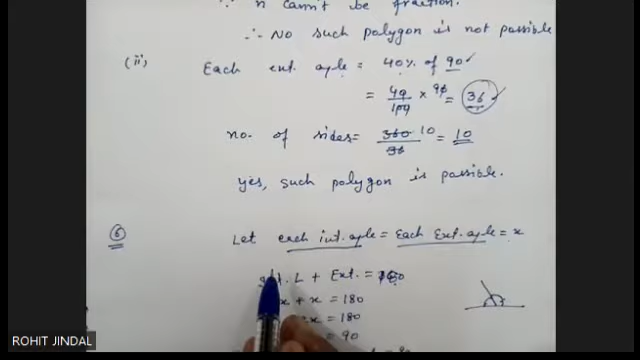 ∵ n cann't be fraction.
∴ No such polygon is not possible
(ii) Each ext. angle = 40% of 90
= 40/100 × 90 = 36
no. of sides = 360/36 10 = 10
yes, such polygon is possible.
6 Let each int. angle = Each Ext. angle = x
∠ + Ext. = 180
x + x = 180
x = 180
= 90
ROHIT JINDAL